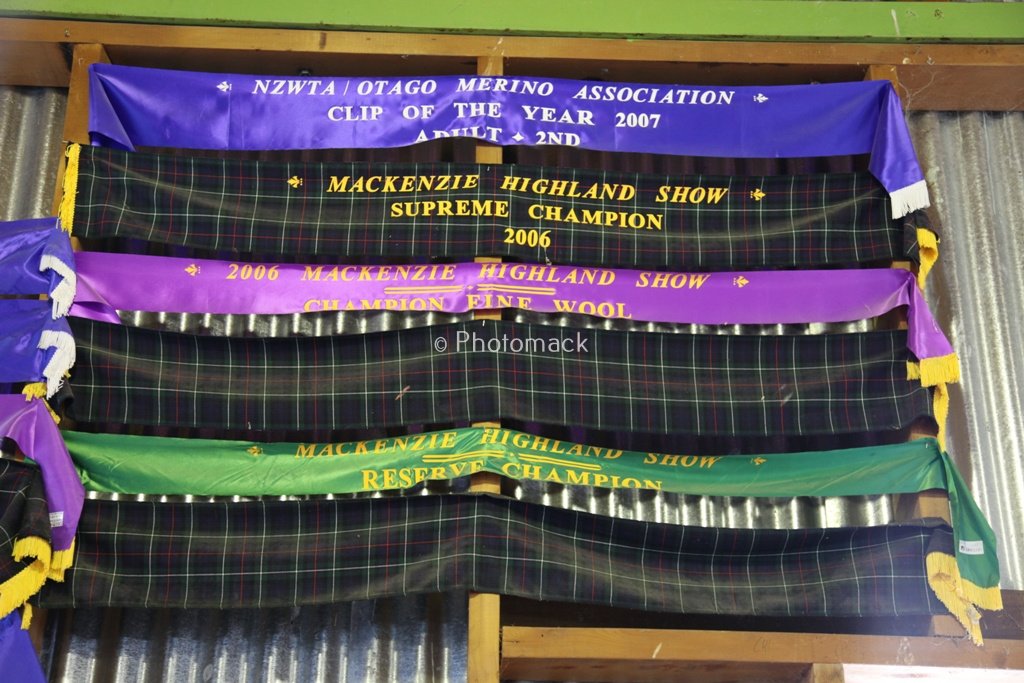 NZWTA / OTAGO MERINO ASSOCIATION
CLIP OF THE YEAR 2007
ADULT ✦ 2ND
MACKENZIE HIGHLAND SHOW
SUPREME CHAMPION
2006
2006 MACKENZIE HIGHLAND SHOW
CHAMPION FINE WOOL
© Photomack
MACKENZIE HIGHLAND SHOW
RESERVE CHAMPION